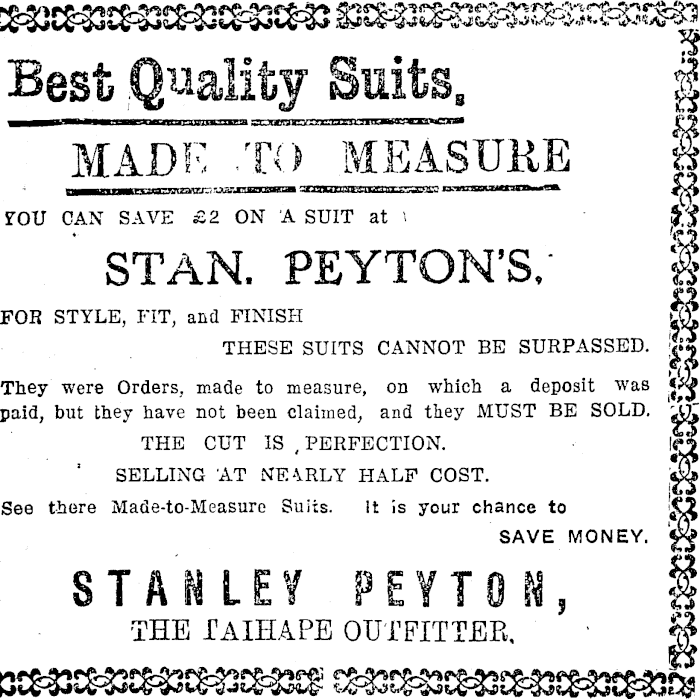 Best Quality Suits,
MADE TO MEASURE
YOU CAN SAVE £2 ON A SUIT at
STAN. PEYTON'S.
FOR STYLE, FIT, and FINISH
THESE SUITS CANNOT BE SURPASSED.
They were Orders, made to measure, on which a deposit was
paid, but they have not been claimed, and they MUST BE SOLD.
THE CUT IS PERFECTION.
SELLING AT NEARLY HALF COST.
See there Made-to-Measure Suits. It is your chance to
SAVE MONEY.
STANLEY PEYTON,
THE TAIHAPE OUTFITTER.